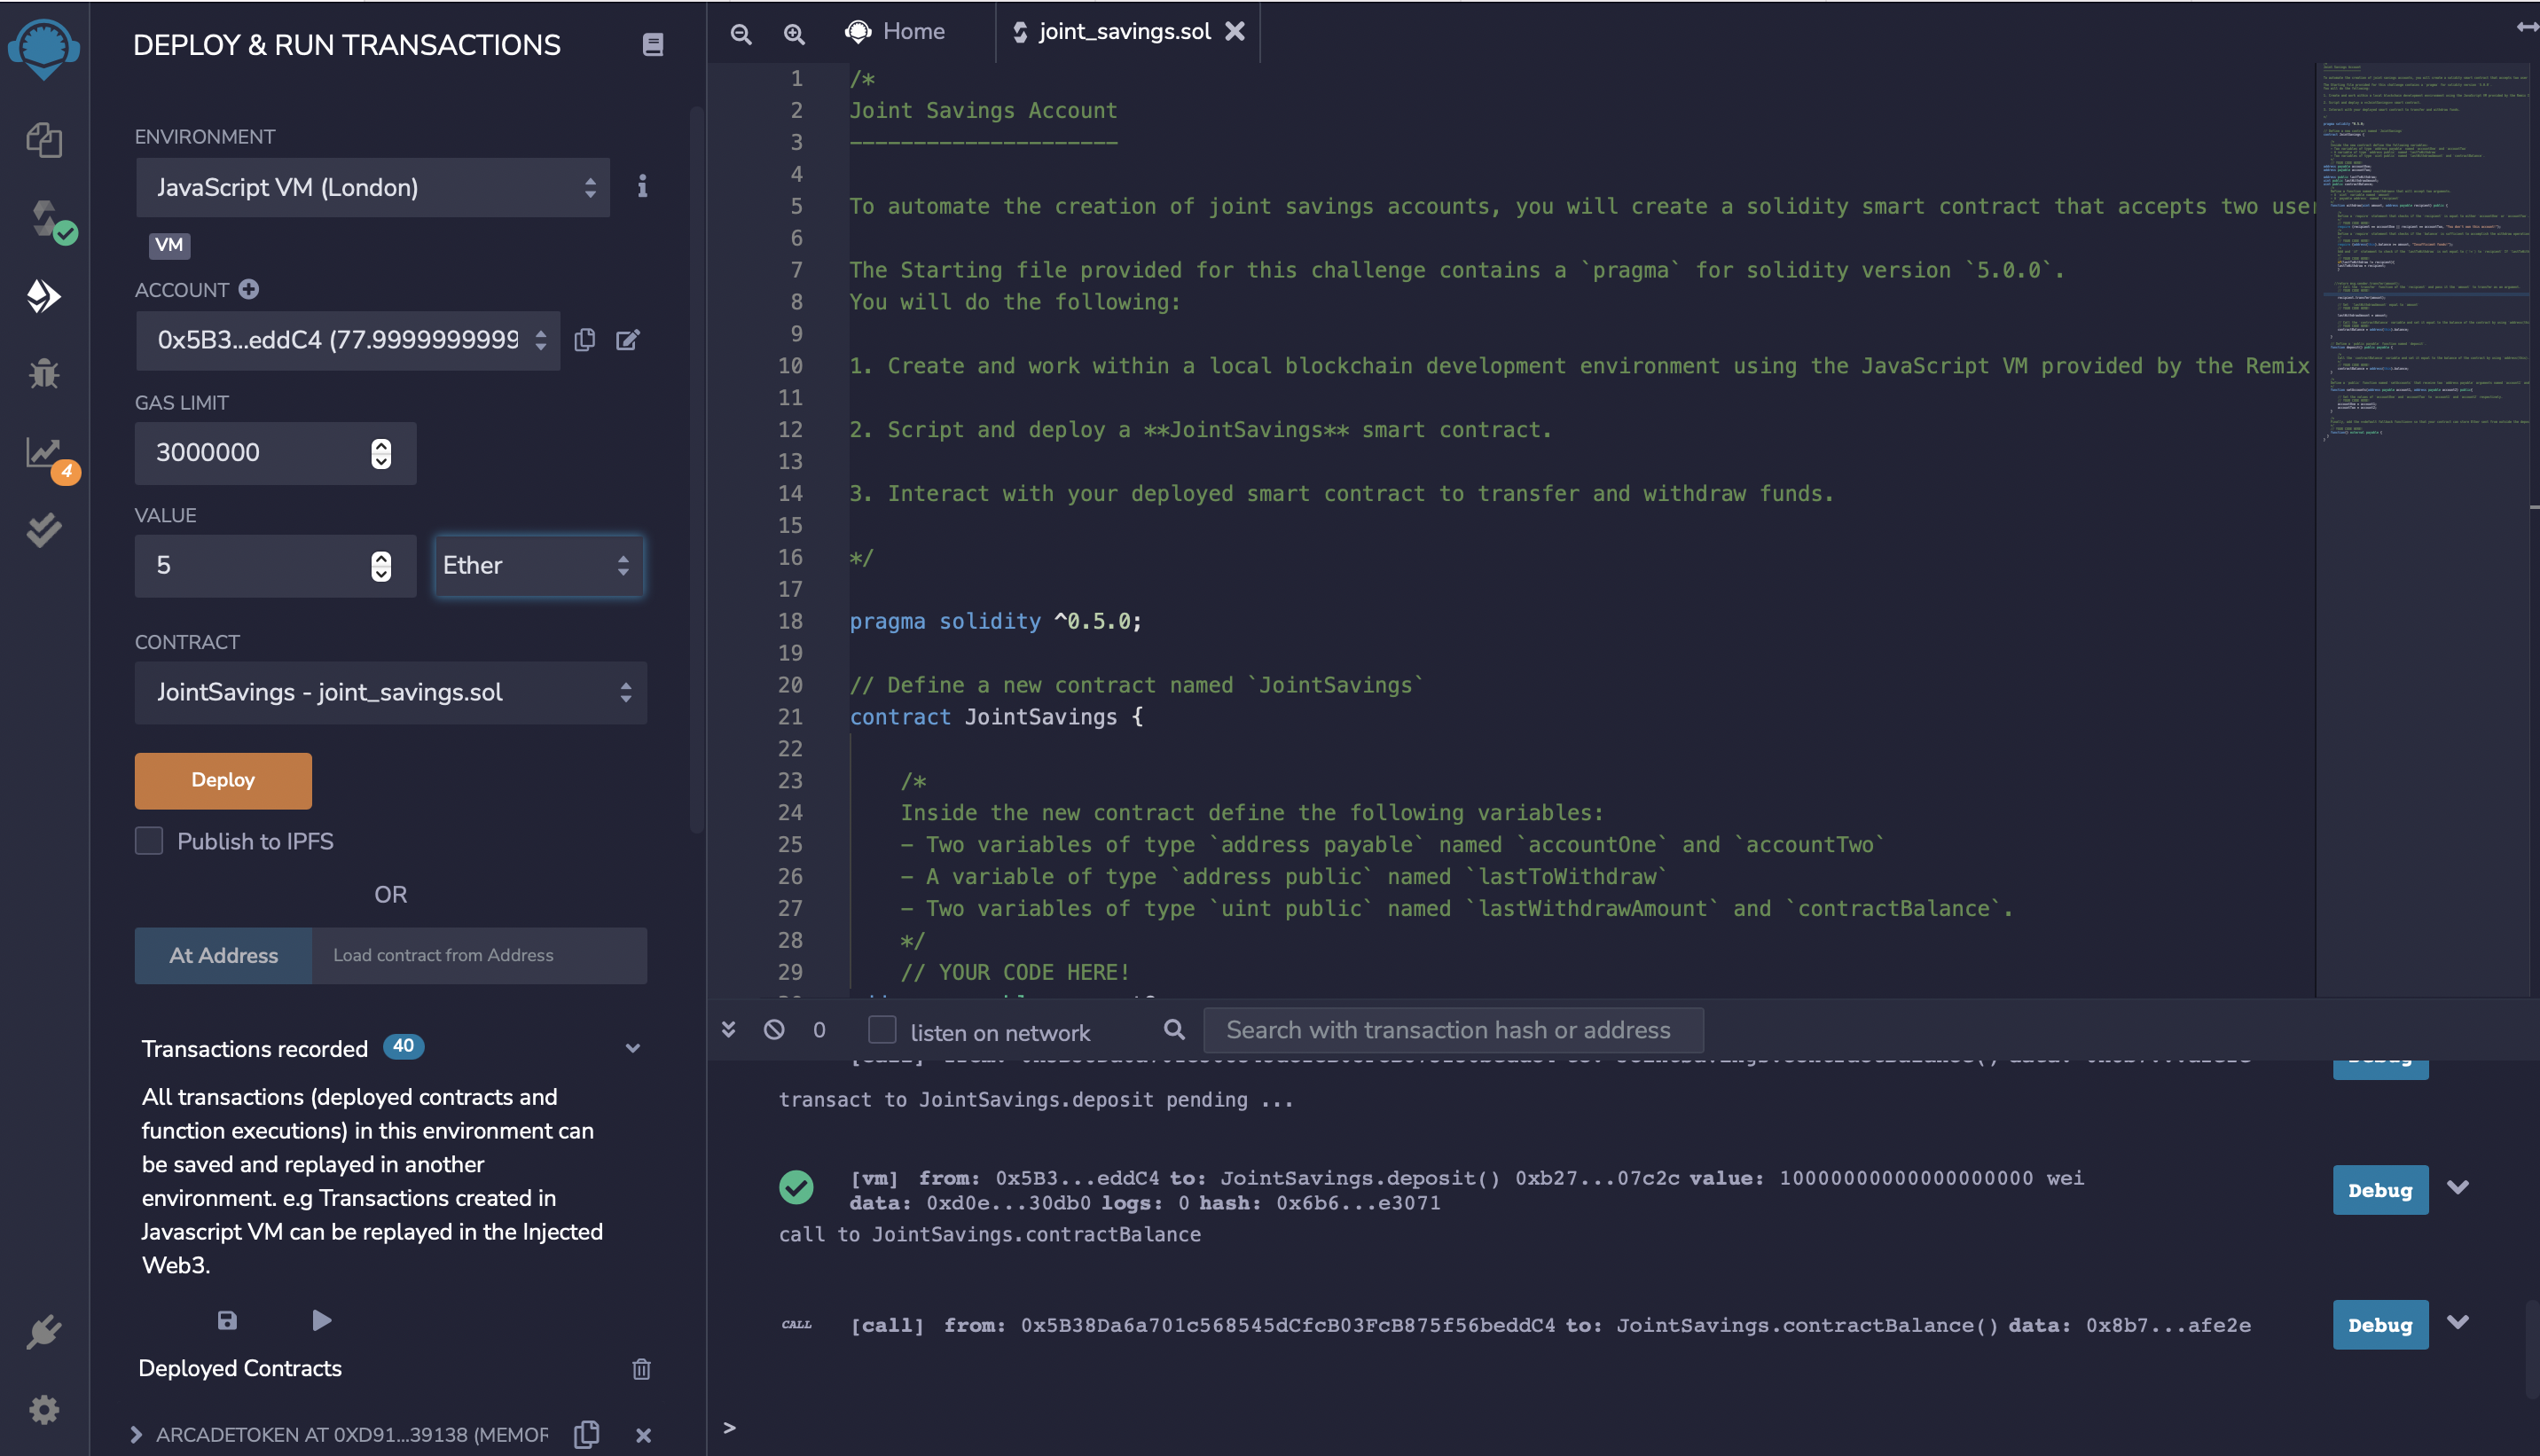 DEPLOY & RUN TRANSACTIONS
ENVIRONMENT
JavaScript VM (London)
VM
ACCOUNT
0x5B3...eddC4 (77.9999999999
GAS LIMIT
3000000
VALUE
5
Ether
CONTRACT
JointSavings - joint_savings.sol
Deploy
Publish to IPFS
OR
At Address
Load contract from Address
Transactions recorded 40
All transactions (deployed contracts and
function executions) in this environment can
be saved and replayed in another
environment. e.g Transactions created in
Javascript VM can be replayed in the Injected
Web3.
Deployed Contracts
ARCADETOKEN AT 0XD91...39138 (MEMOR
4
Home
joint_savings.sol
1 /*
2 Joint Savings Account
3 ---------------------
4
5 To automate the creation of joint savings accounts, you will create a solidity smart contract that accepts two user
6
7 The Starting file provided for this challenge contains a `pragma` for solidity version `5.0.0`.
8 You will do the following:
9
10 1. Create and work within a local blockchain development environment using the JavaScript VM provided by the Remix
11
12 2. Script and deploy a **JointSavings** smart contract.
13
14 3. Interact with your deployed smart contract to transfer and withdraw funds.
15
16 */
17
18 pragma solidity ^0.5.0;
19
20 // Define a new contract named `JointSavings`
21 contract JointSavings {
22
23 /*
24 Inside the new contract define the following variables:
25 - Two variables of type `address payable` named `accountOne` and `accountTwo`
26 - A variable of type `address public` named `lastToWithdraw`
27 - Two variables of type `uint public` named `lastWithdrawAmount` and `contractBalance`.
28 */
29 // YOUR CODE HERE!
0
listen on network
Search with transaction hash or address
transact to JointSavings.deposit pending ...
[vm] from: 0x5B3...eddC4 to: JointSavings.deposit() 0xb27...07c2c value: 10000000000000000000 wei
data: 0xd0e...30db0 logs: 0 hash: 0x6b6...e3071
Debug
call to JointSavings.contractBalance
CALL [call] from: 0x5B38Da6a701c568545dCfcB03FcB875f56beddC4 to: JointSavings.contractBalance() data: 0x8b7...afe2e
Debug
>